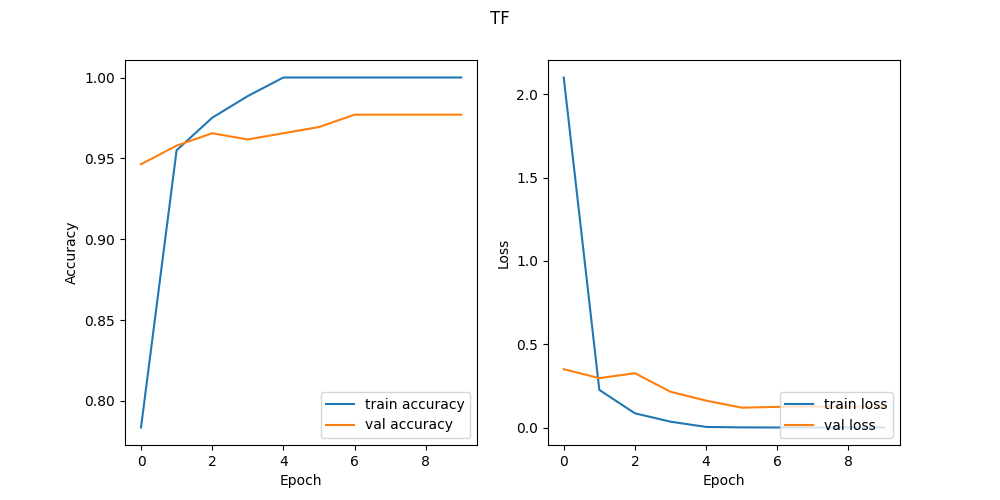 TF
Accuracy
1.00
0.95
0.90
0.85
0.80
0 2 4 6 8
Epoch
train accuracy
val accuracy
Loss
2.0
1.5
1.0
0.5
0.0
0 2 4 6 8
Epoch
train loss
val loss